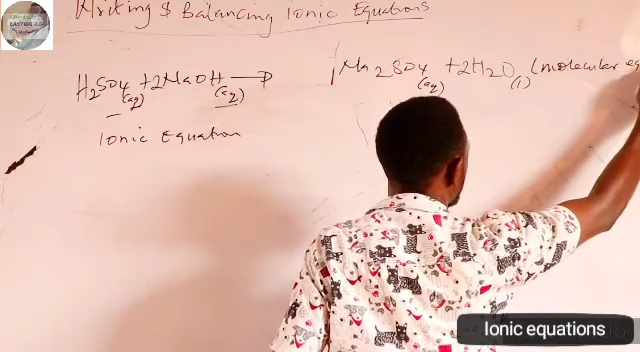 Writing & Balancing Ionic Equations
H2SO4(aq) + 2NaOH(aq) → Na2SO4(aq) + 2H2O(l) (molecular eq
Ionic Equation
Ionic equations